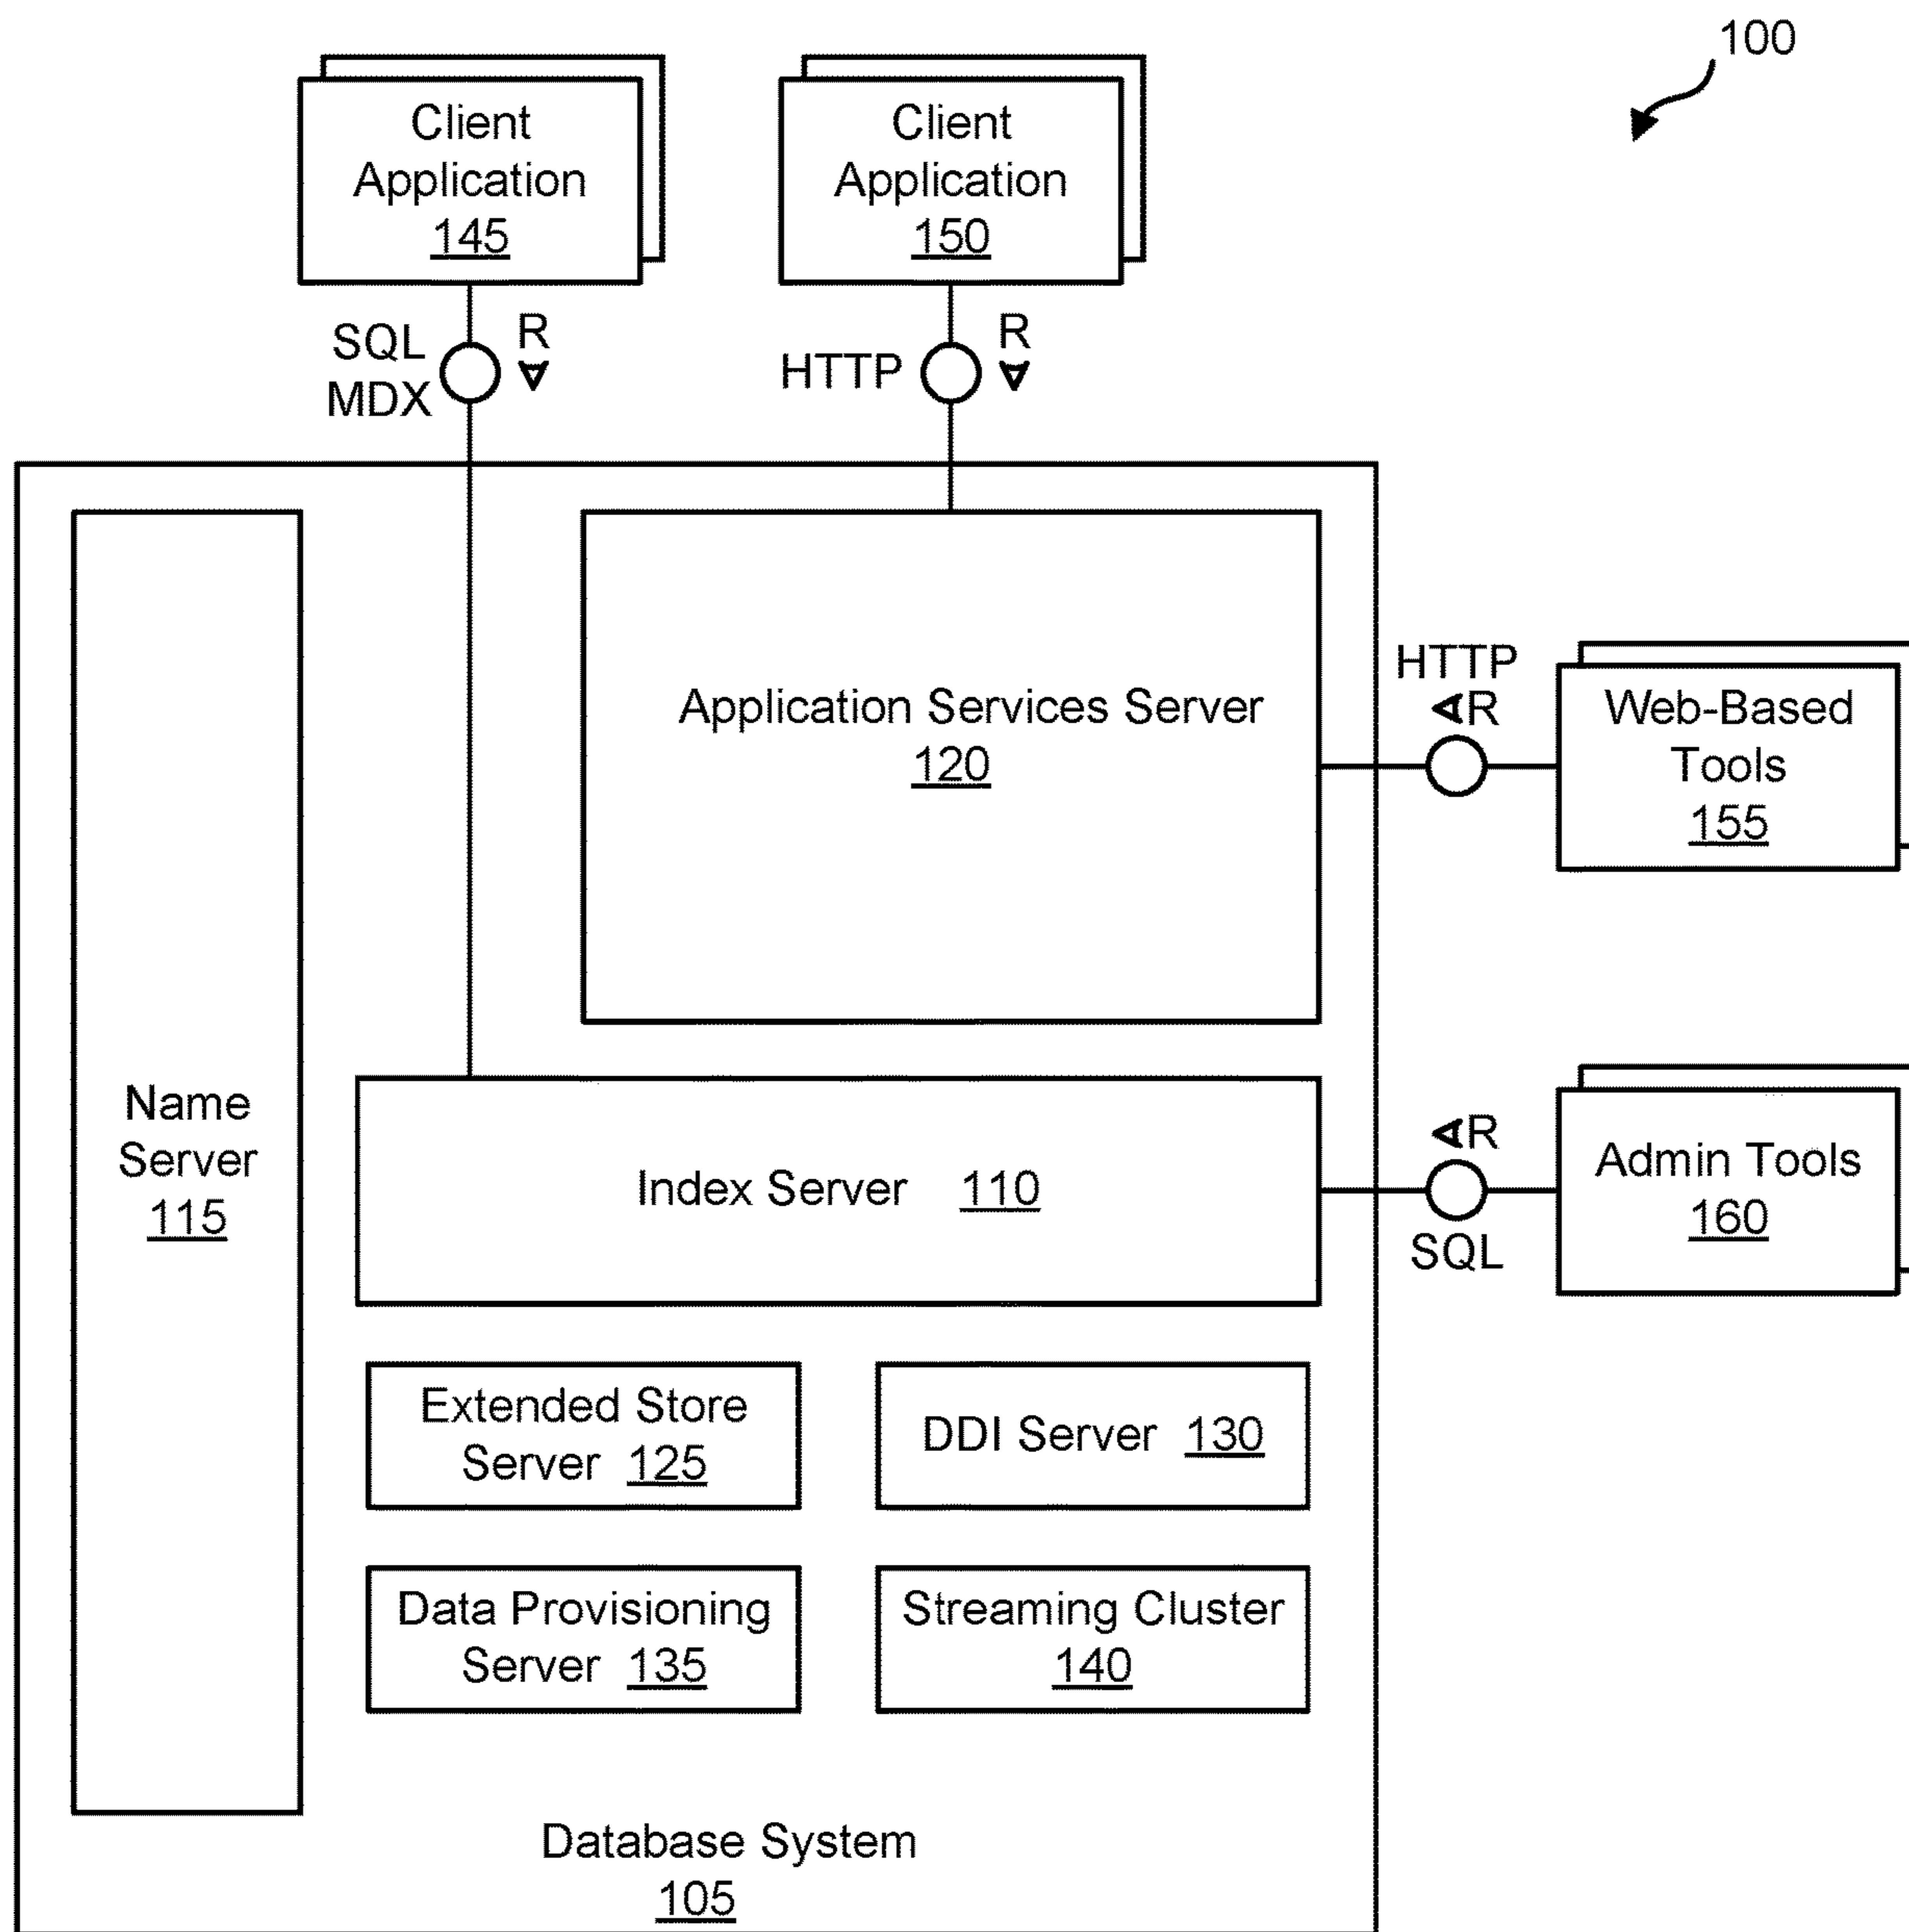 100
Client
Application
145
Client
Application
150
SQL
MDX
R
HTTP
R
Application Services Server
120
HTTP
R
Web-Based
Tools
155
Name
Server
115
Index Server 110
R
SQL
Admin Tools
160
Extended Store
Server 125
DDI Server 130
Data Provisioning
Server 135
Streaming Cluster
140
Database System
105